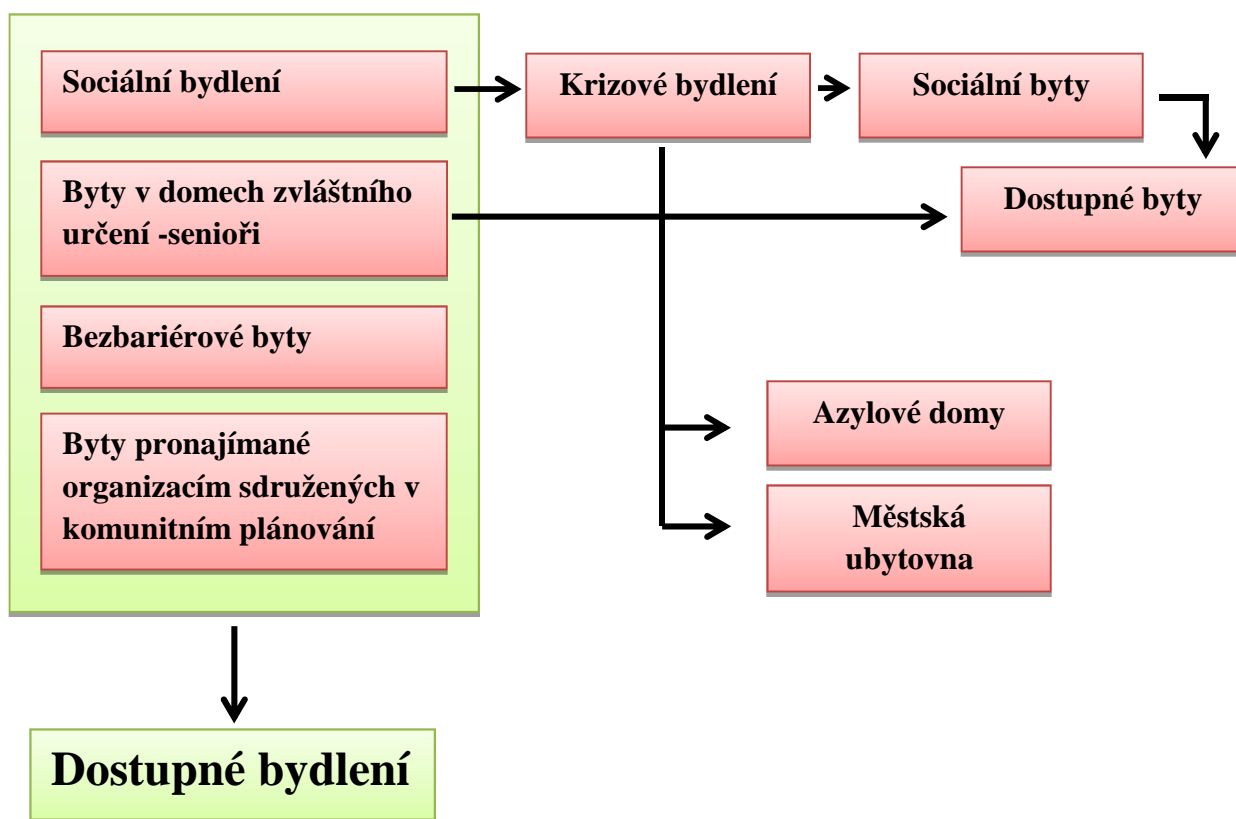 Sociální bydlení
Krizové bydlení
Sociální byty
Byty v domech zvláštního
určení -senioři
Dostupné byty
Bezbariérové byty
Azylové domy
Byty pronajímané
organizacím sdružených v
komunitním plánování
Městská
ubytovna
Dostupné bydlení